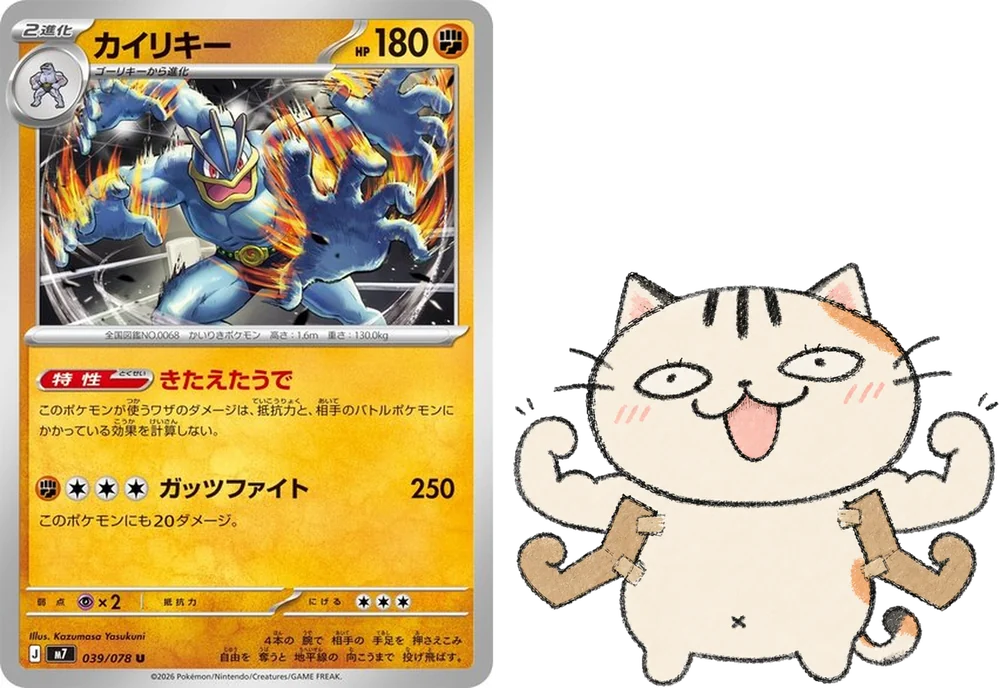 2進化
カイリキー
HP 180
ゴーリキーから進化
全国図鑑NO.0068 かいりきポケモン 高さ:1.6m 重さ:130.0kg
特性 とくせい きたえたうで
このポケモンが使うワザのダメージは、抵抗力と、相手のバトルポケモンに
かかっている効果を計算しない。
ガッツファイト 250
このポケモンにも20ダメージ。
弱点 ×2 抵抗力 にげる
Illus. Kazumasa Yasukuni
4本の 腕で 相手の 手足を 押さえこみ
J M7 039/078 U
自由を 奪うと 地平線の 向こうまで 投げ飛ばす。
©2026 Pokémon/Nintendo/Creatures/GAME FREAK.